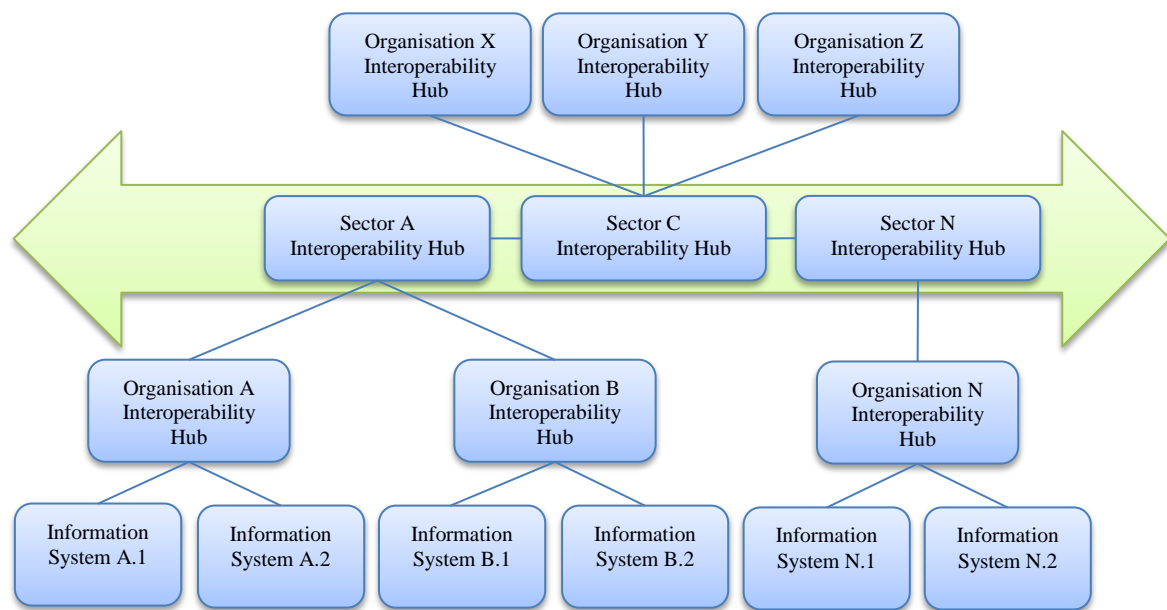 Organisation X
Interoperability
Hub
Organisation Y
Interoperability
Hub
Organisation Z
Interoperability
Hub
Sector A
Interoperability Hub
Sector C
Interoperability Hub
Sector N
Interoperability Hub
Organisation A
Interoperability
Hub
Organisation B
Interoperability
Hub
Organisation N
Interoperability
Hub
Information
System A.1
Information
System A.2
Information
System B.1
Information
System B.2
Information
System N.1
Information
System N.2